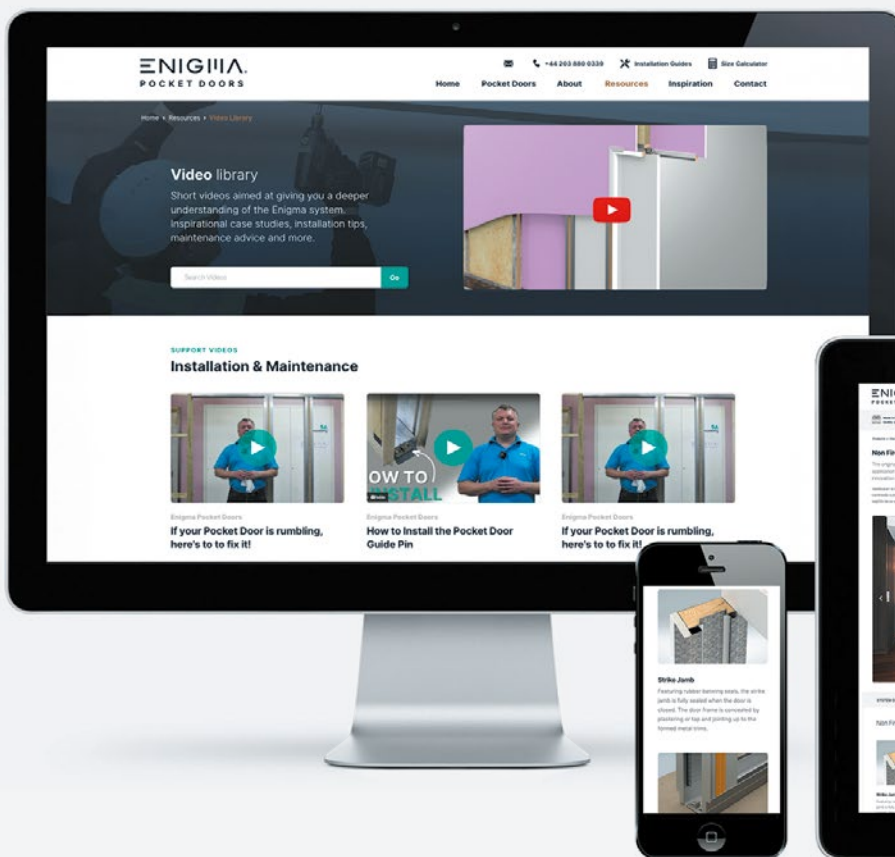 ENIGMA.
POCKET DOORS
+44 203 880 0339
Installation Guides
Size Calculator
Home
Pocket Doors
About
Resources
Inspiration
Contact
Home
Resources
Video Library
Video library
Short videos aimed at giving you a deeper
understanding of the Enigma system.
Inspirational case studies, installation tips,
maintenance advice and more.
Search Videos
Go
SUPPORT VIDEOS
Installation & Maintenance
OW TO
INSTALL
Enigma Pocket Doors
If your Pocket Door is rumbling,
here's to to fix it!
Enigma Pocket Doors
How to Install the Pocket Door
Guide Pin
Enigma Pocket Doors
If your Pocket Door is rumbling,
here's to to fix it!
Strike Jamb
Featuring rubber batwing seals, the strike
jamb is fully sealed when the door is
closed. The door frame is concealed by
plastering or tap and jointing up to the
formed metal trims.
ENI
POCKET
Non Fi